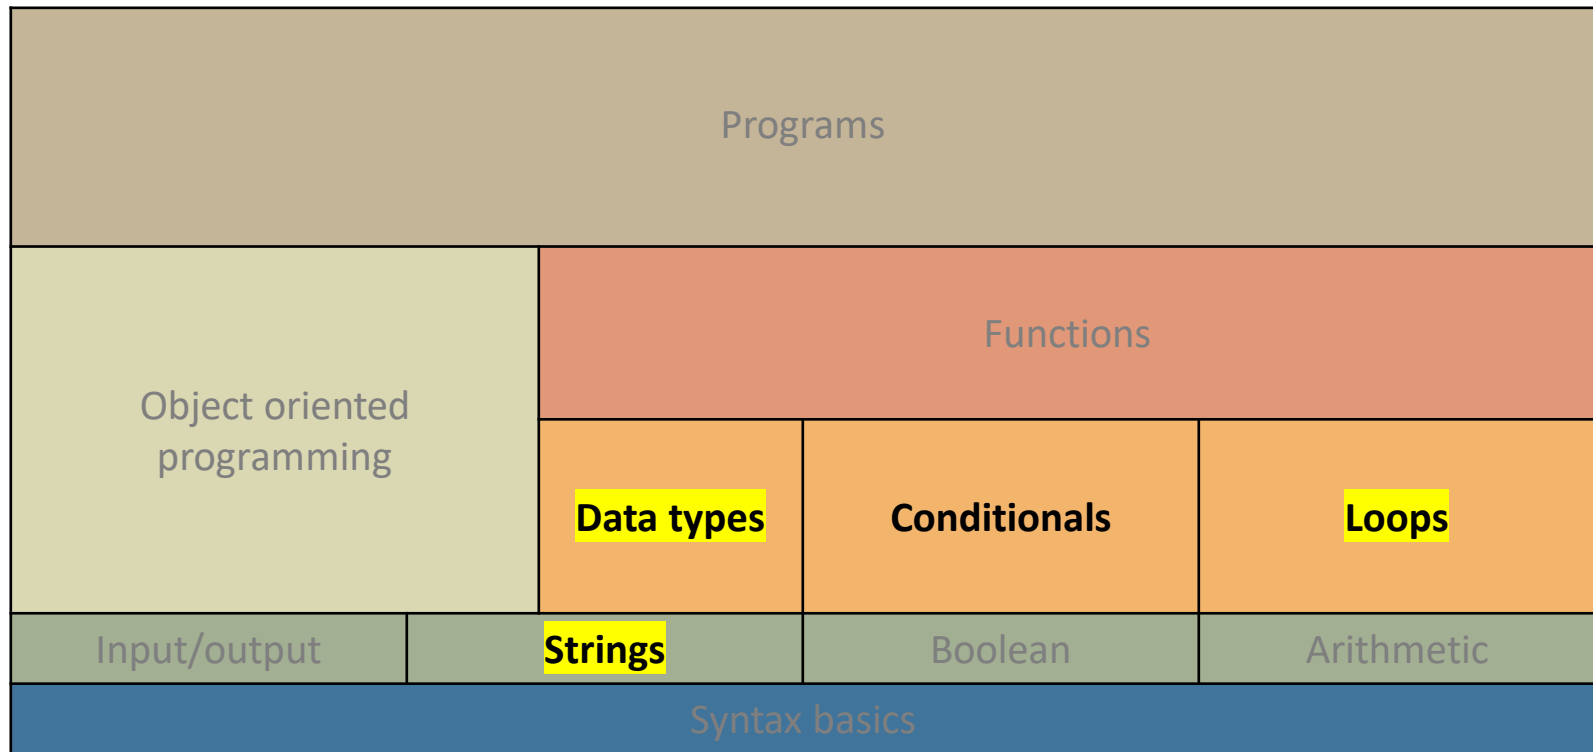 Programs
Functions
Object oriented
programming
Data types
Conditionals
Loops
Input/output
Strings
Boolean
Arithmetic
Syntax basics